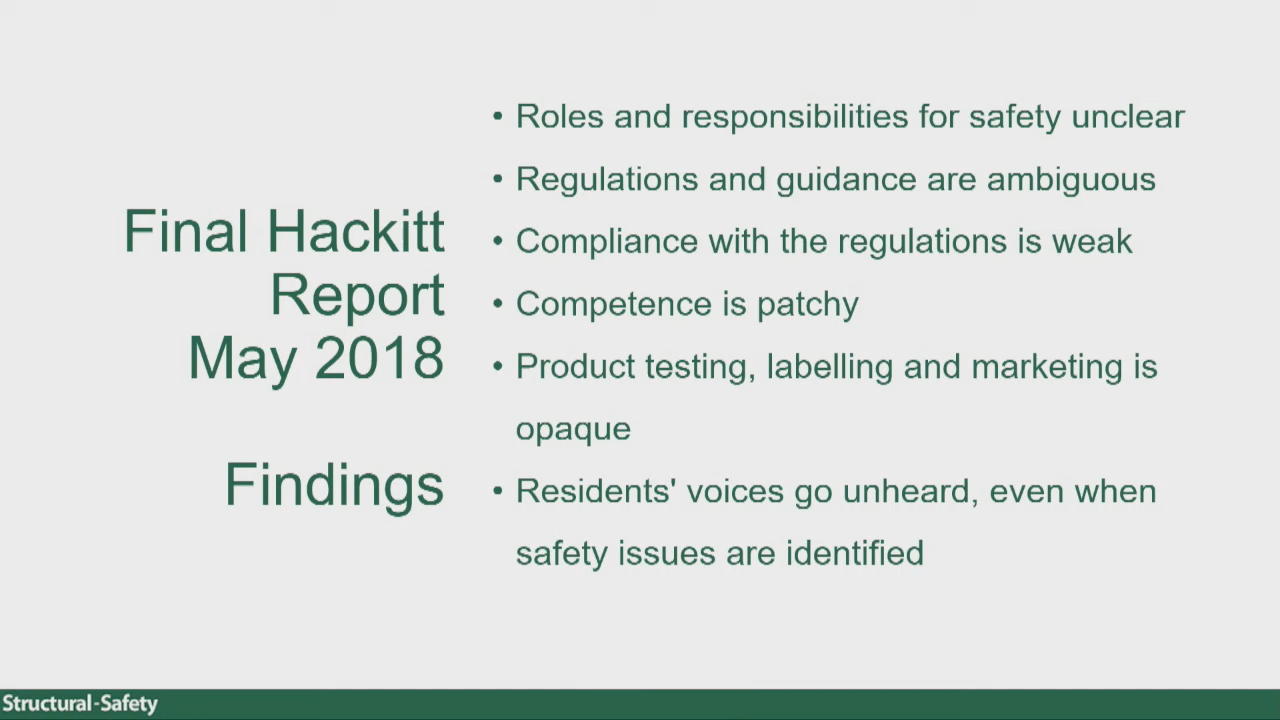 Final Hackitt
Report
May 2018
Findings
• Roles and responsibilities for safety unclear
• Regulations and guidance are ambiguous
• Compliance with the regulations is weak
• Competence is patchy
• Product testing, labelling and marketing is
opaque
• Residents' voices go unheard, even when
safety issues are identified
Structural-Safety